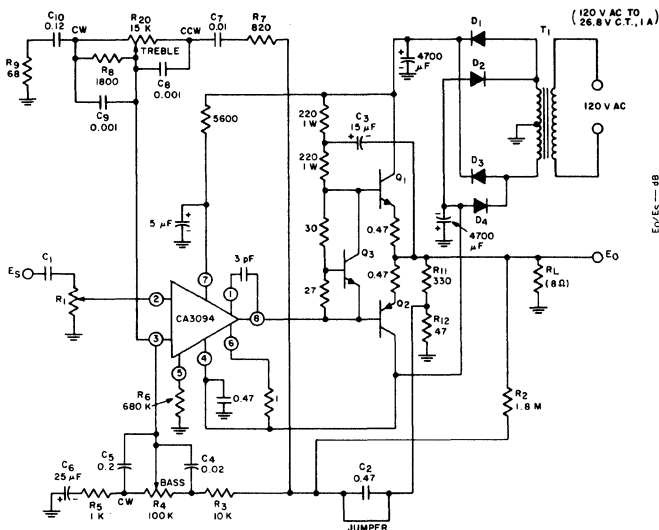 C10
0.12
CW
R20
15 K
CCW
C7
0.01
R7
820
TREBLE
R9
68
R8
1800
C8
0.001
C9
0.001
5600
220
1 W
C3
15 μF
+ -
220
1 W
+
-
4700
μF
D1
D2
D3
D4
T1
(120 V AC TO
26.8 V C.T., 1 A)
120 V AC
+
-
4700
μF
Eo/Es — dB
Q1
0.47
Q3
30
27
0.47
Q2
5 μF
+
-
3 pF
ES
C1
R1
2
3
7
1
8
6
4
5
CA3094
R6
680 K
0.47
1
R11
330
R12
47
RL
(8Ω)
EO
R2
1.8 M
C6
25 μF
+ -
C5
0.2
C4
0.02
R5
1 K
CW
BASS
R4
100K
R3
10 K
C2
0.47
JUMPER